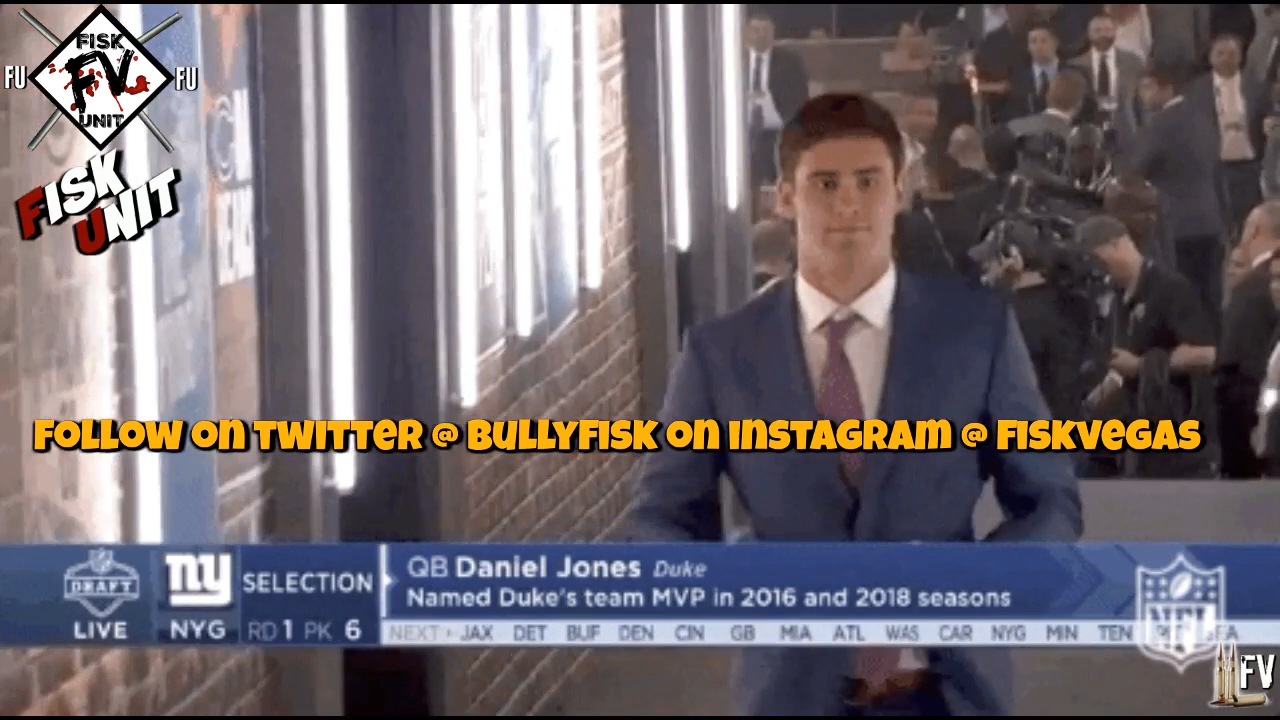 FISK
FV
UNIT
FU
FU
FISK
UNIT
FOLLOW ON TWITTER @ BULLYFISK ON INSTAGRAM @ FISKVEGAS
DRAFT
LIVE
ny
NYG
SELECTION
RD 1 PK 6
QB Daniel Jones Duke
Named Duke's team MVP in 2016 and 2018 seasons
NEXT JAX DET BUF DEN CIN GB MIA ATL WAS CAR NYG MIN TEN
NFL
FV